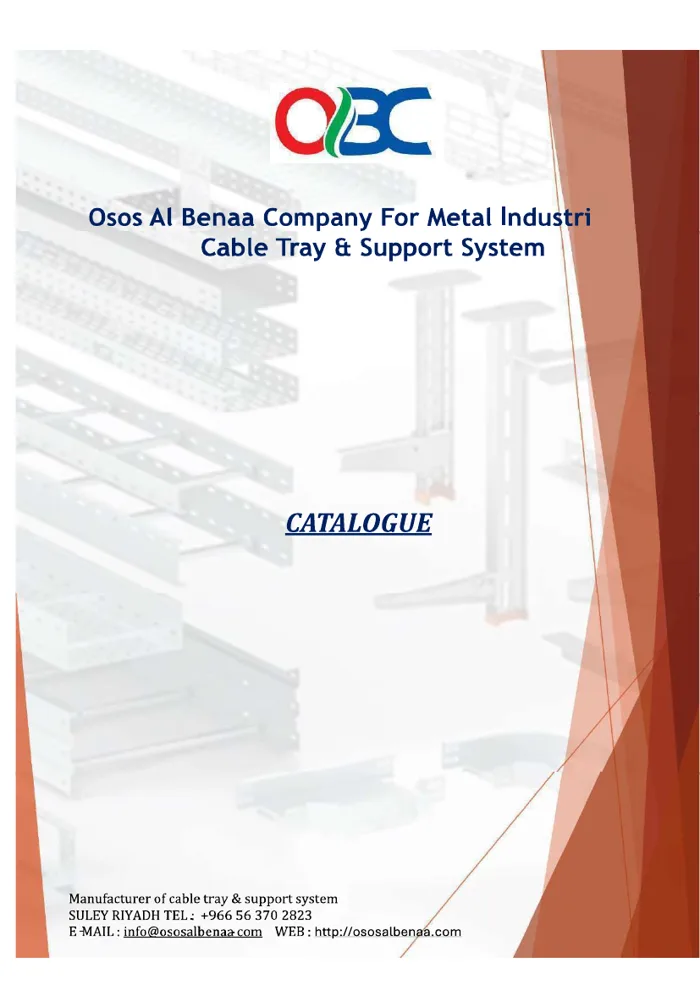 OBC
Osos Al Benaa Company For Metal Industri
Cable Tray & Support System
CATALOGUE
Manufacturer of cable tray & support system
SULEY RIYADH TEL : +966 56 370 2823
E-MAIL : info@ososalbenaa.com WEB : http://ososalbenaa.com